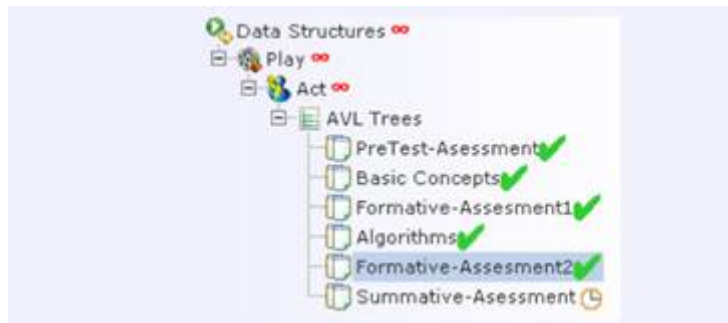 Data Structures ∞
Play ∞
Act ∞
AVL Trees
PreTest-Asessment
Basic Concepts
Formative-Assesment1
Algorithms
Formative-Assesment2
Summative-Asessment